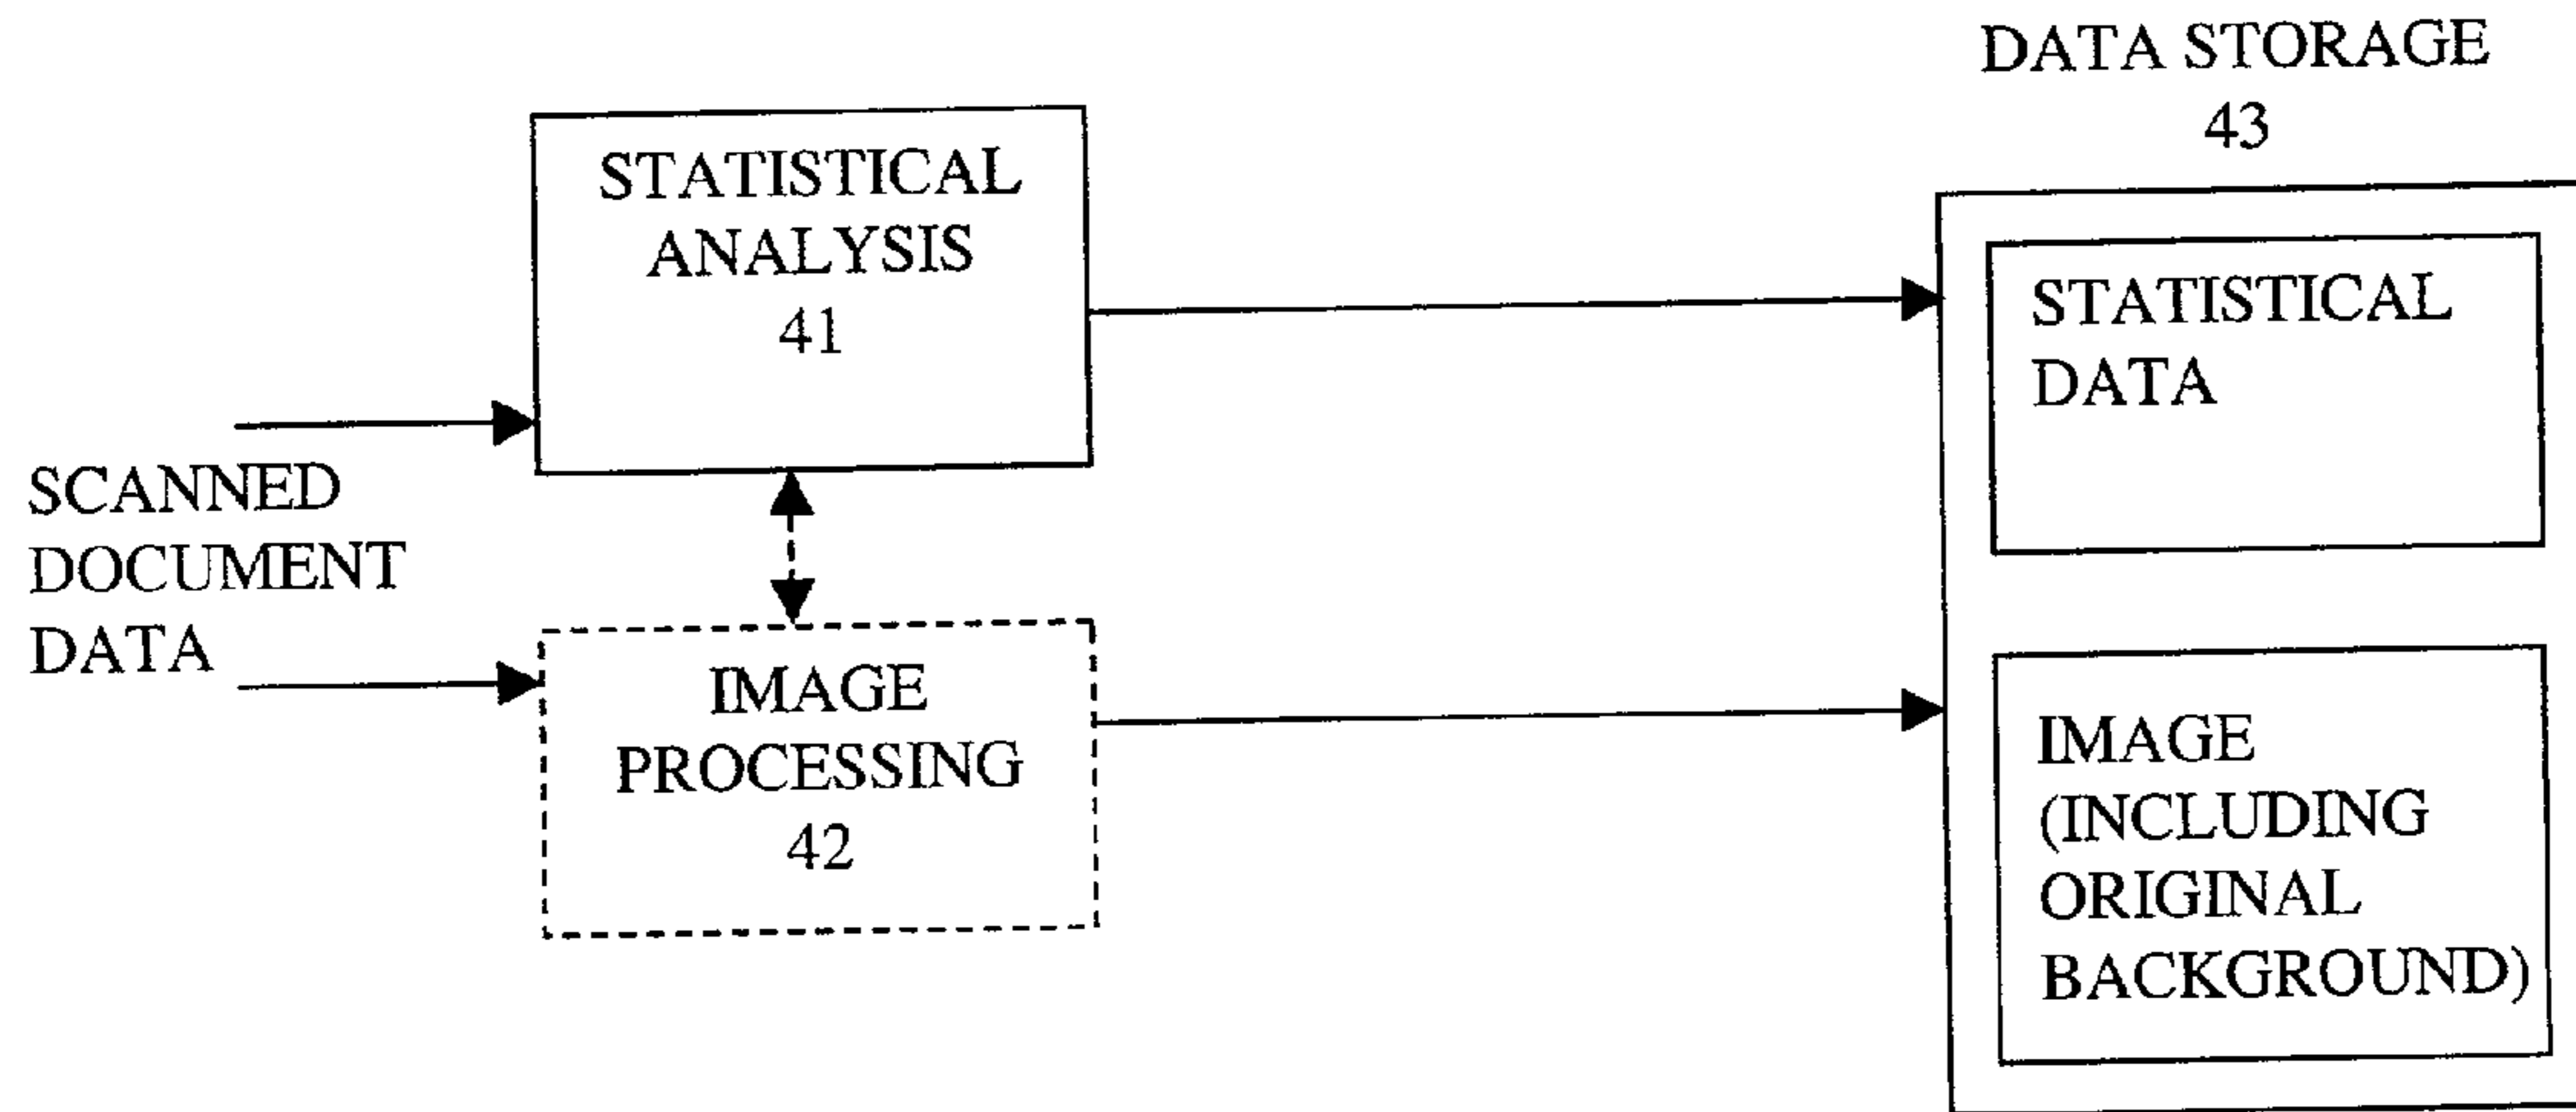 DATA STORAGE
43
STATISTICAL
ANALYSIS
41
STATISTICAL
DATA
SCANNED
DOCUMENT
DATA
IMAGE
PROCESSING
42
IMAGE
(INCLUDING
ORIGINAL
BACKGROUND)